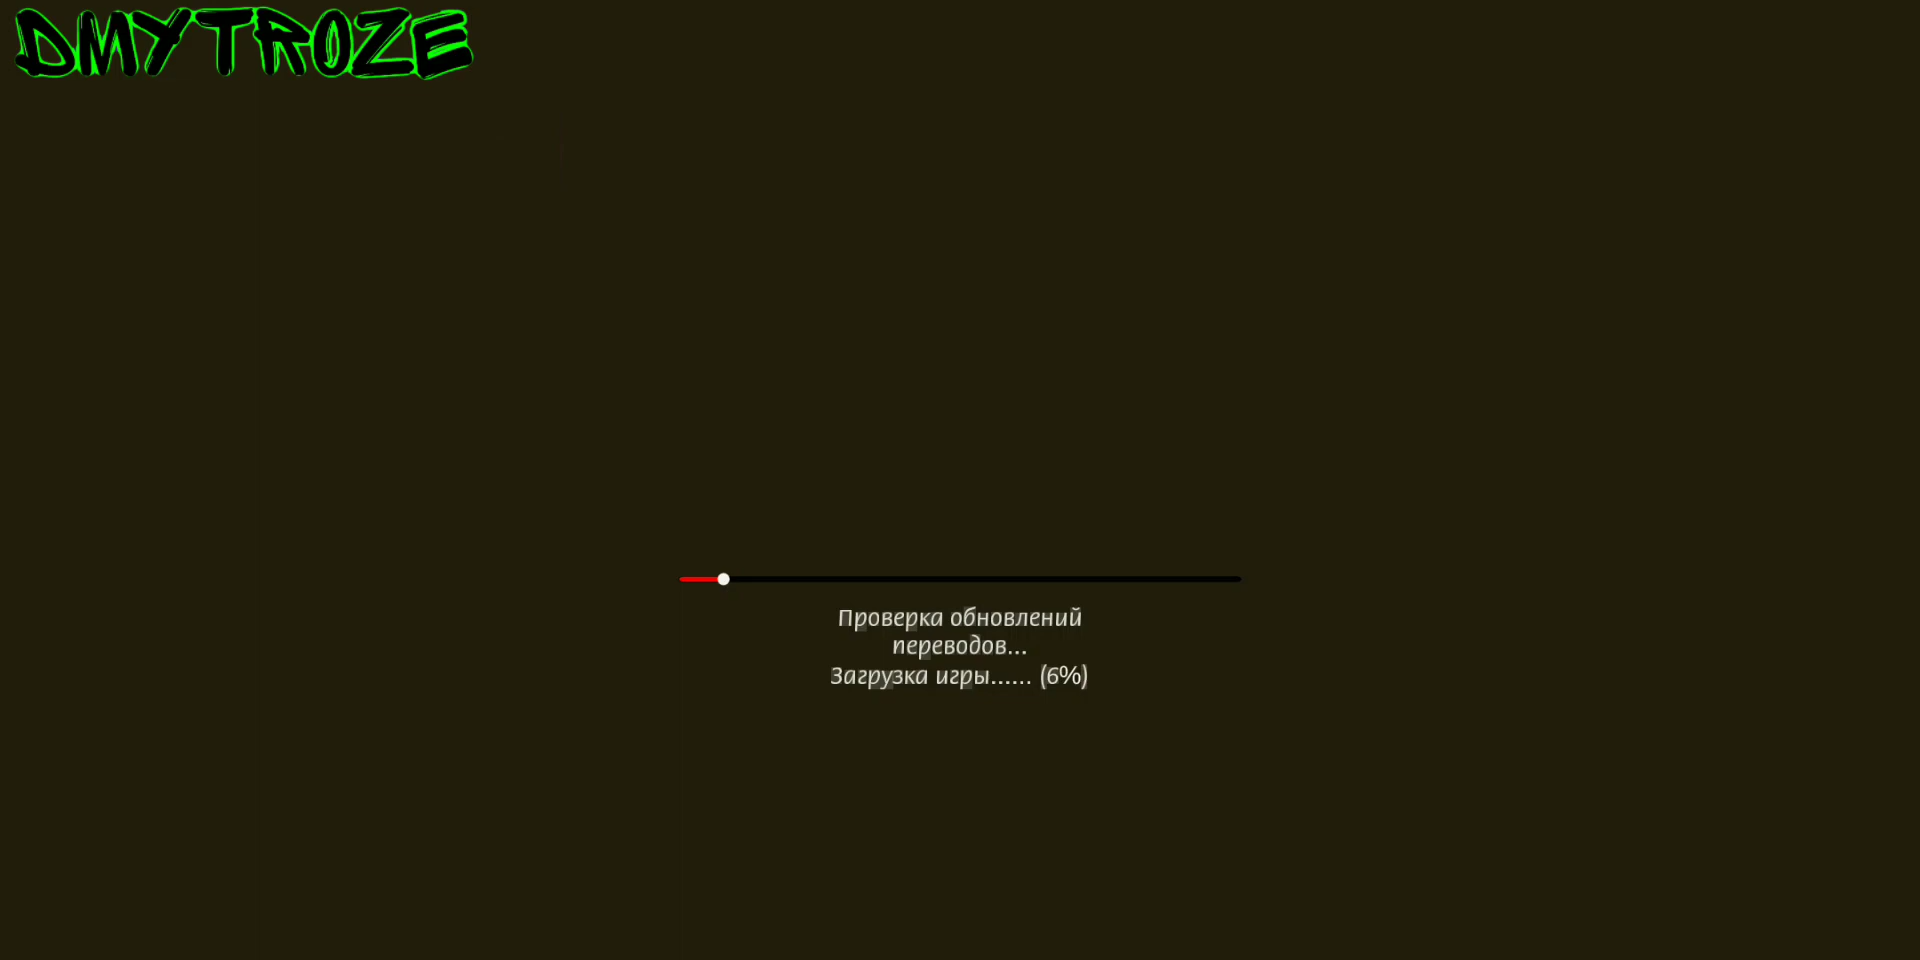 DMYTROZE
Проверка обновлений
переводов...
Загрузка игры...... (6%)